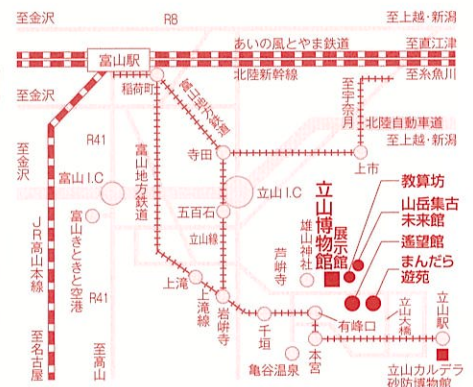 至金沢
R8
至上越・新潟
あいの風とやま鉄道
至直江津
富山駅
北陸新幹線
至糸魚川
稲荷町
富山地方鉄道
至宇奈月
至金沢
北陸自動車道
至上越・新潟
R41
寺田
上市
至金沢
富山I.C
富山地方鉄道
立山I.C
教算坊
五百石
立山博物館
展示館
山岳集古
未来館
遙望館
まんだら
遊苑
JR高山本線
富山きときと空港
立山線
雄山神社
芦峅寺
上滝
上滝線
岩峅寺
R41
千垣
有峰口
立山大橋
立山駅
至名古屋
至高山
亀谷温泉
本宮
立山カルデラ
砂防博物館